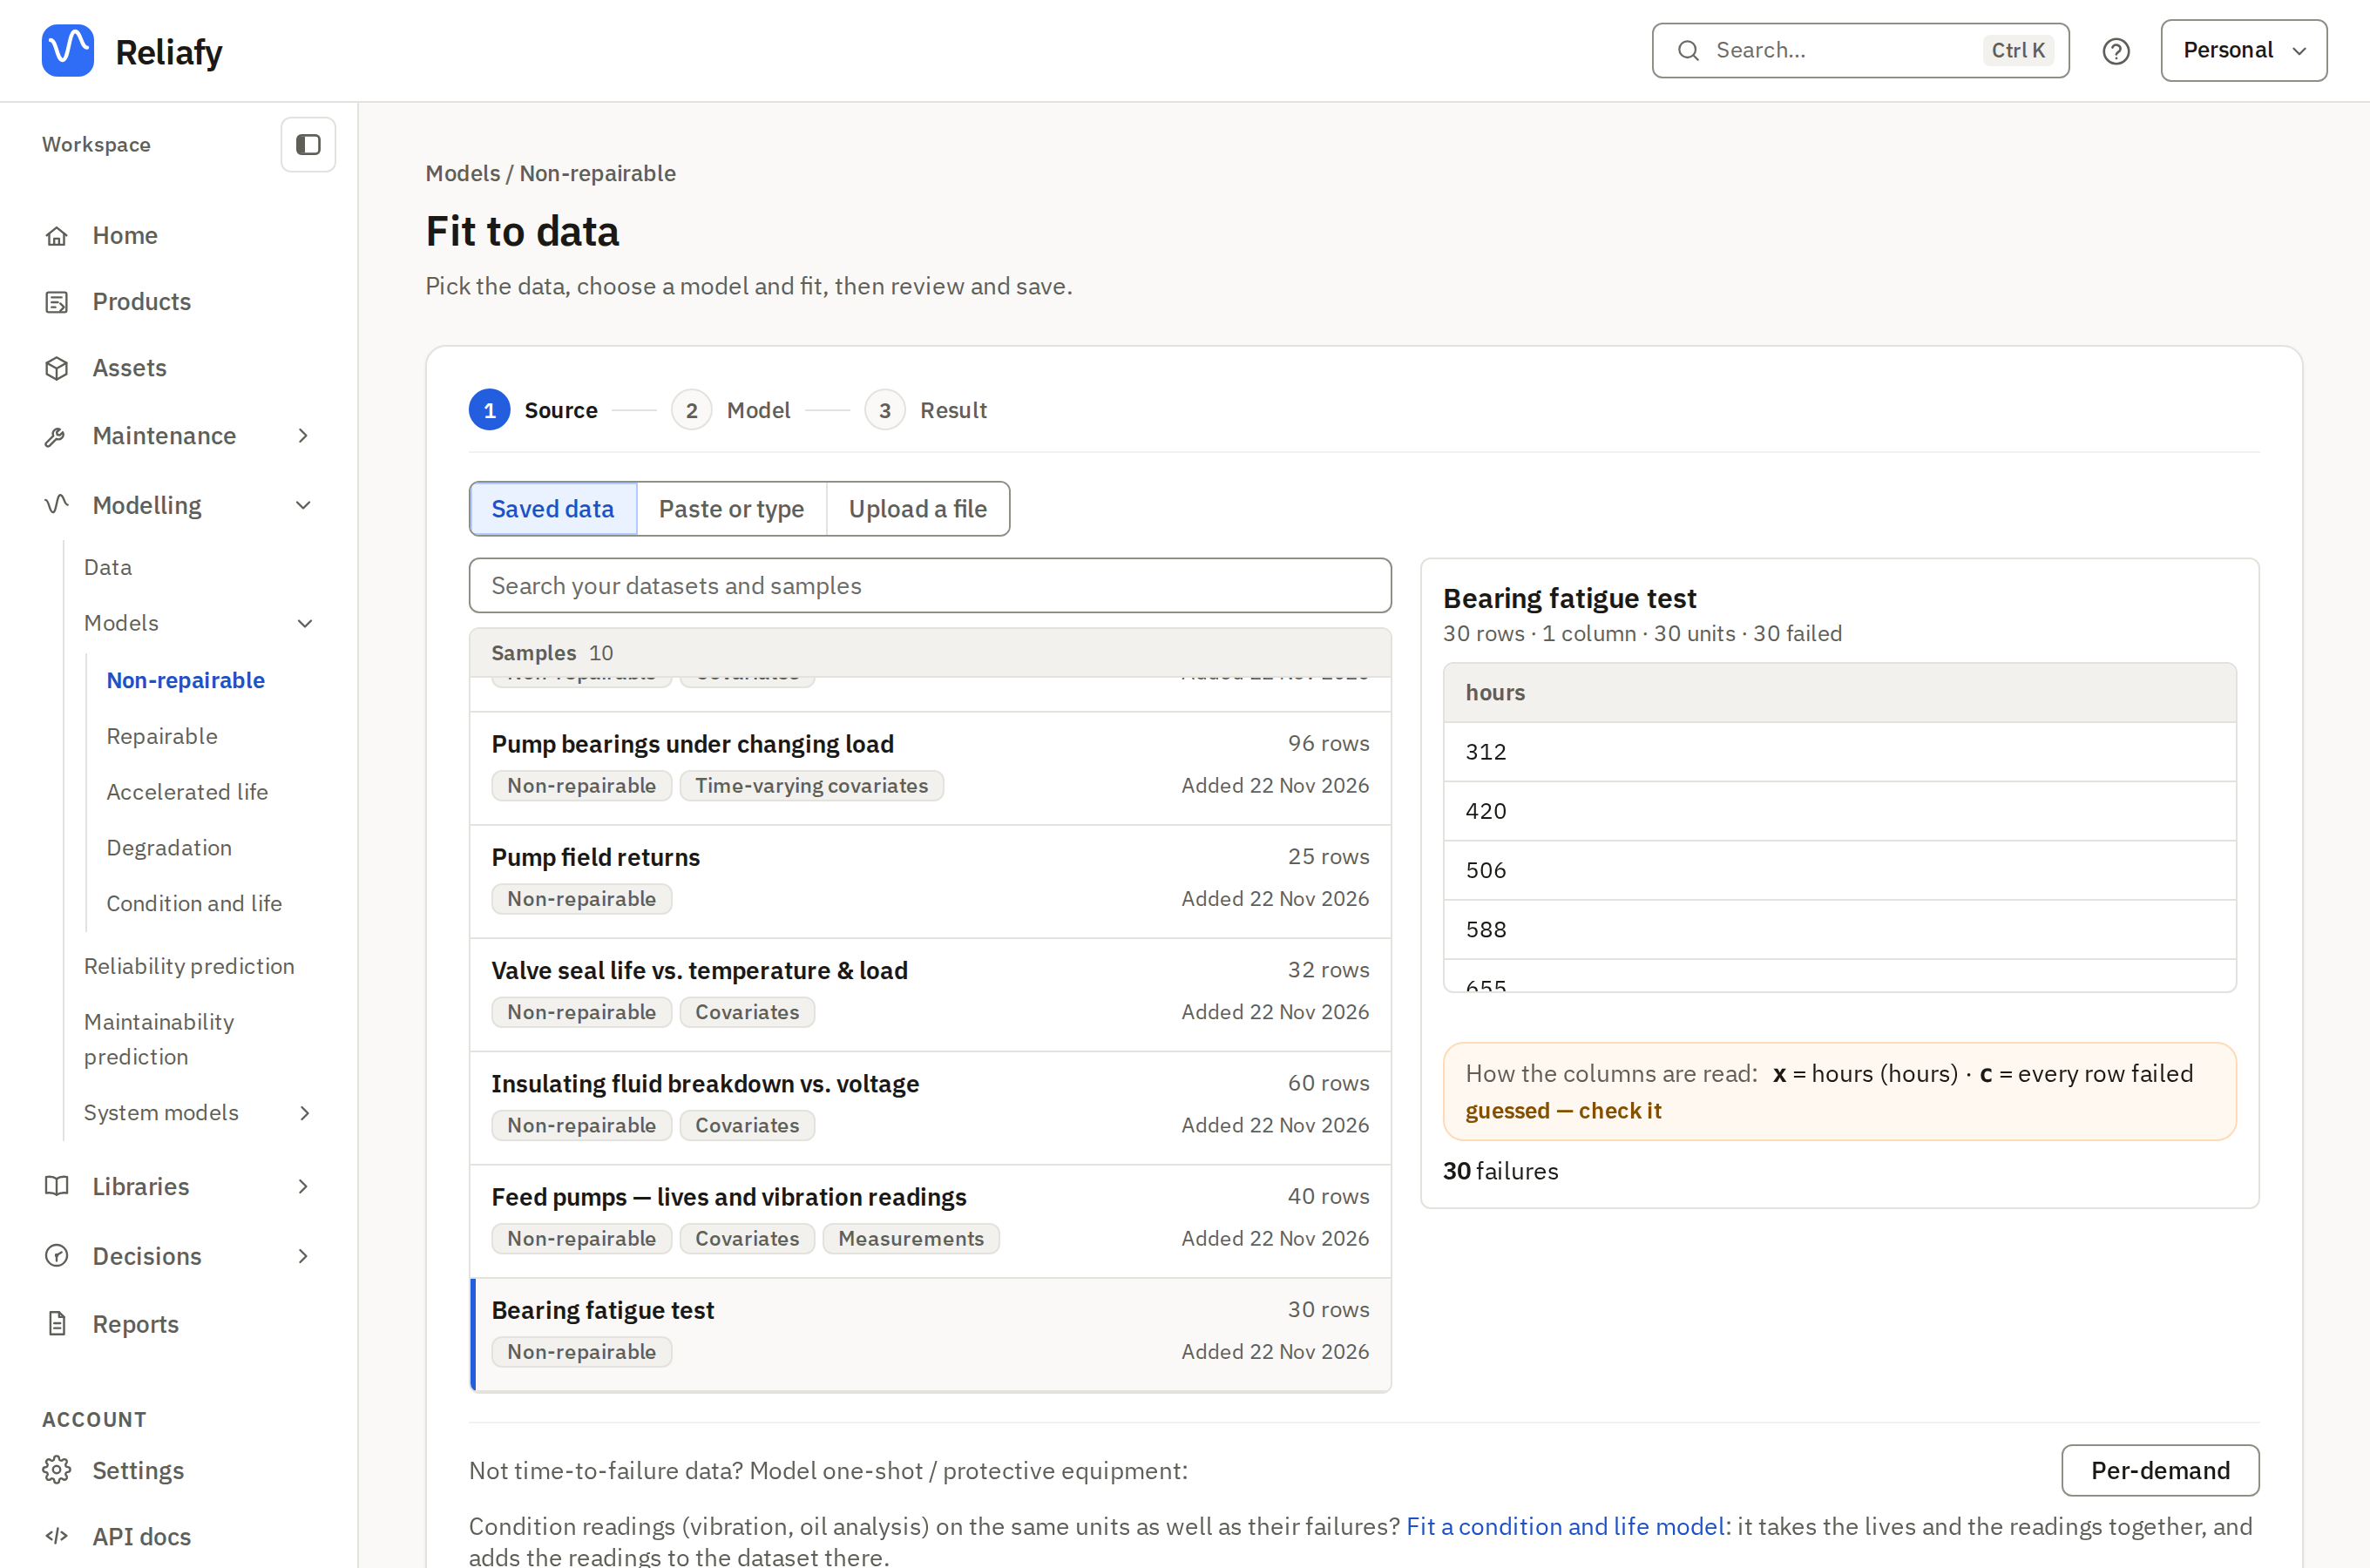 Reliafy
Search...
Ctrl K
Personal
Workspace
Home
Products
Assets
Maintenance
Modelling
Data
Models
Non-repairable
Repairable
Accelerated life
Degradation
Condition and life
Reliability prediction
Maintainability
prediction
System models
Libraries
Decisions
Reports
ACCOUNT
Settings
API docs
Models / Non-repairable
Fit to data
Pick the data, choose a model and fit, then review and save.
1 Source 2 Model 3 Result
Saved data Paste or type Upload a file
Search your datasets and samples
Samples 10
Non-repairable Covariates Added 22 Nov 2026
Pump bearings under changing load 96 rows
Non-repairable Time-varying covariates Added 22 Nov 2026
Pump field returns 25 rows
Non-repairable Added 22 Nov 2026
Valve seal life vs. temperature & load 32 rows
Non-repairable Covariates Added 22 Nov 2026
Insulating fluid breakdown vs. voltage 60 rows
Non-repairable Covariates Added 22 Nov 2026
Feed pumps — lives and vibration readings 40 rows
Non-repairable Covariates Measurements Added 22 Nov 2026
Bearing fatigue test 30 rows
Non-repairable Added 22 Nov 2026
Bearing fatigue test
30 rows · 1 column · 30 units · 30 failed
hours
312
420
506
588
655
How the columns are read: x = hours (hours) · c = every row failed
guessed — check it
30 failures
Not time-to-failure data? Model one-shot / protective equipment:
Per-demand
Condition readings (vibration, oil analysis) on the same units as well as their failures? Fit a condition and life model: it takes the lives and the readings together, and
adds the readings to the dataset there.